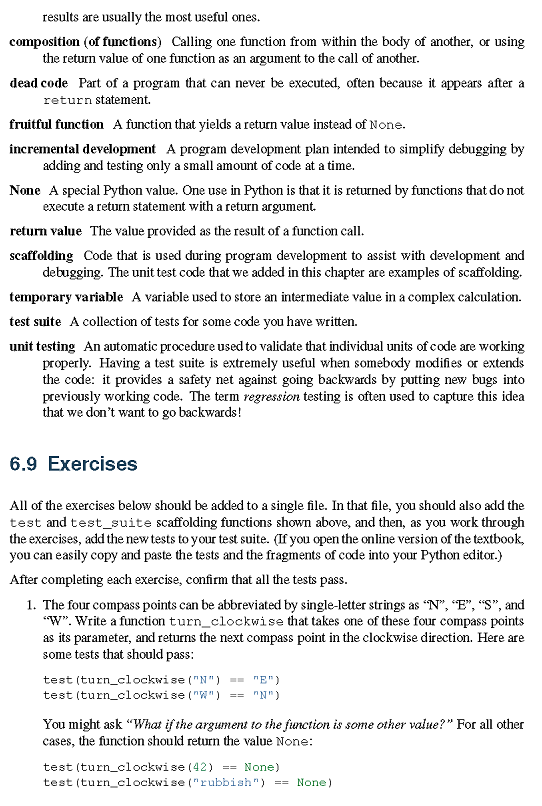 results are usually the most useful ones.
composition (of functions) Calling one function from within the body of another, or using
the return value of one function as an argument to the call of another.
dead code Part of a program that can never be executed, often because it appears after a
return statement.
fruitful function A function that yields a return value instead of None.
incremental development A program development plan intended to simplify debugging by
adding and testing only a small amount of code at a time.
None A special Python value. One use in Python is that it is returned by functions that do not
execute a return statement with a return argument.
return value The value provided as the result of a function call.
scaffolding Code that is used during program development to assist with development and
debugging. The unit test code that we added in this chapter are examples of scaffolding.
temporary variable A variable used to store an intermediate value in a complex calculation.
test suite A collection of tests for some code you have written.
unit testing An automatic procedure used to validate that individual units of code are working
properly. Having a test suite is extremely useful when somebody modifies or extends
the code: it provides a safety net against going backwards by putting new bugs into
previously working code. The term regression testing is often used to capture this idea
that we don't want to go backwards!
6.9 Exercises
All of the exercises below should be added to a single file. In that file, you should also add the
test and test_suite scaffolding functions shown above, and then, as you work through
the exercises, add the new tests to your test suite. (If you open the online version of the textbook,
you can easily copy and paste the tests and the fragments of code into your Python editor.)
After completing each exercise, confirm that all the tests pass.
1. The four compass points can be abbreviated by single-letter strings as “N”, “E”, “S”, and
“W”. Write a function turn_clockwise that takes one of these four compass points
as its parameter, and returns the next compass point in the clockwise direction. Here are
some tests that should pass:
test(turn_clockwise("N") == "E")
test(turn_clockwise("W") == "N")
You might ask “What if the argument to the function is some other value?” For all other
cases, the function should return the value None:
test(turn_clockwise(42) == None)
test(turn_clockwise("rubbish") == None)